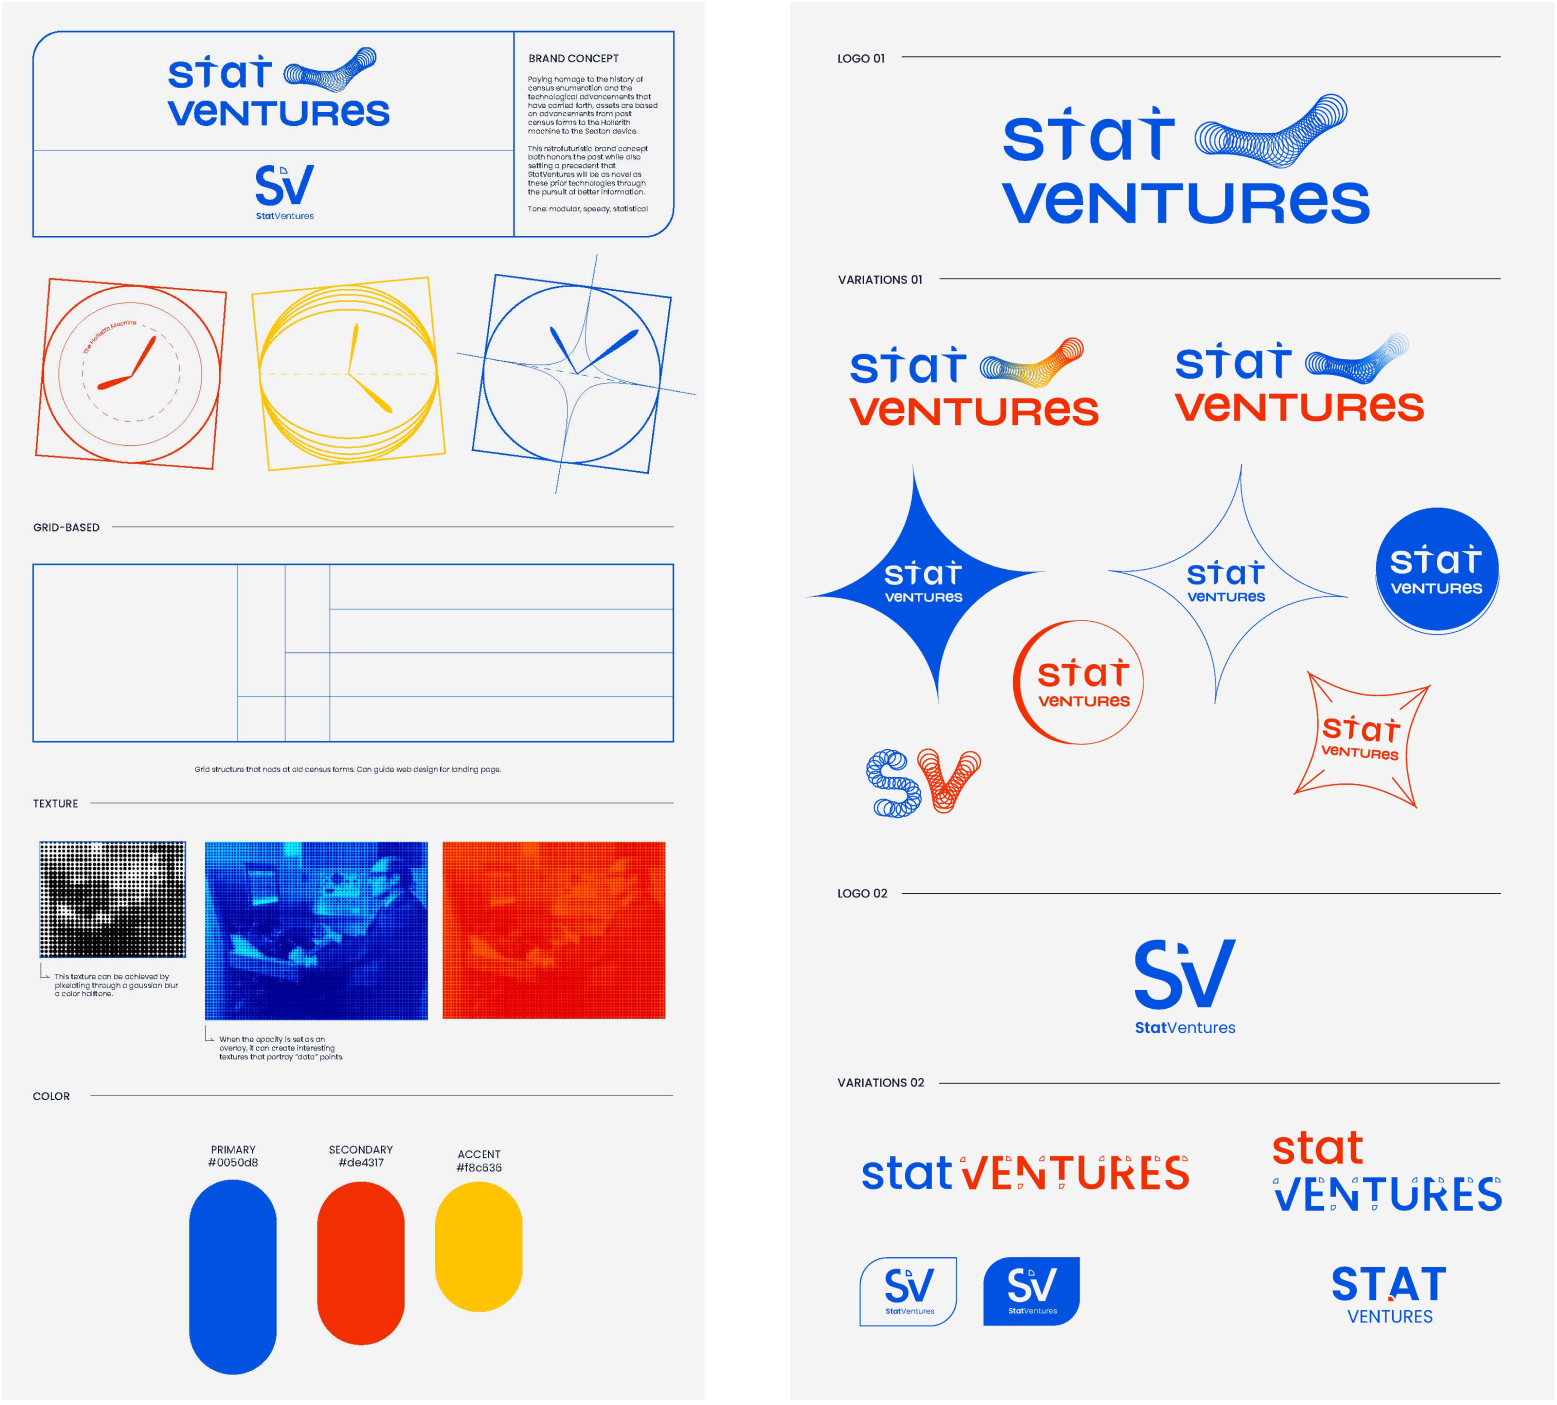 stat
VeNTURes
SV
StatVentures
BRAND CONCEPT
Paying homage to the history of
census enumeration and the
technological advancements that
have carried forth, assets are based
on advancements from past
census forms to the Hollerith
machine to the Seaton device.
This retrofuturistic brand concept
both honors the past while also
setting a precedent that
StatVentures will be as novel as
these prior technologies through
the pursuit of better information.
Tone: modular, speedy, statistical
The Hollerith Machine
GRID-BASED
Grid structure that nods at old census forms. Can guide web design for landing page.
TEXTURE
This texture can be achieved by
pixelating through a gaussian blur
a color halftone.
When the opacity is set as an
overlay, it can create interesting
textures that portray "data" points.
COLOR
PRIMARY
#0050d8
SECONDARY
#de4317
ACCENT
#f8c636
LOGO 01
stat
VeNTURes
VARIATIONS 01
stat
VeNTURes
stat
VeNTURes
stat
VeNTURes
stat
VeNTURes
stat
VeNTURes
stat
VeNTURes
stat
VeNTURes
SV
LOGO 02
SV
StatVentures
VARIATIONS 02
stat VENTURES
stat
VENTURES
SV
StatVentures
SV
StatVentures
STAT
VENTURES